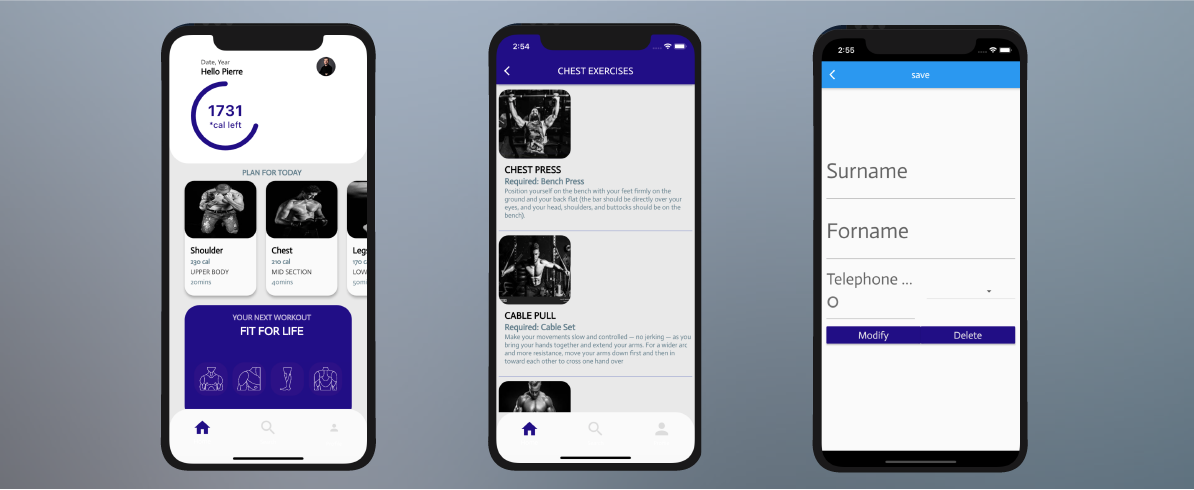 Date, Year
Hello Pierre
1731
*cal left
PLAN FOR TODAY
Shoulder
230 cal
UPPER BODY
20mins
Chest
210 cal
MID SECTION
40mins
Legs
170 c
LOW
50mi
YOUR NEXT WORKOUT
FIT FOR LIFE
2:54
CHEST EXERCISES
CHEST PRESS
Required: Bench Press
Position yourself on the bench with your feet firmly on the
ground and your back flat (the bar should be directly over your
eyes, and your head, shoulders, and buttocks should be on the
bench).
CABLE PULL
Required: Cable Set
Make your movements slow and controlled — no jerking — as you
bring your hands together and extend your arms. For a wider arc
and more resistance, move your arms down first and then in
toward each other to cross one hand over
2:55
save
Surname
Forname
Telephone ...
0
Modify
Delete